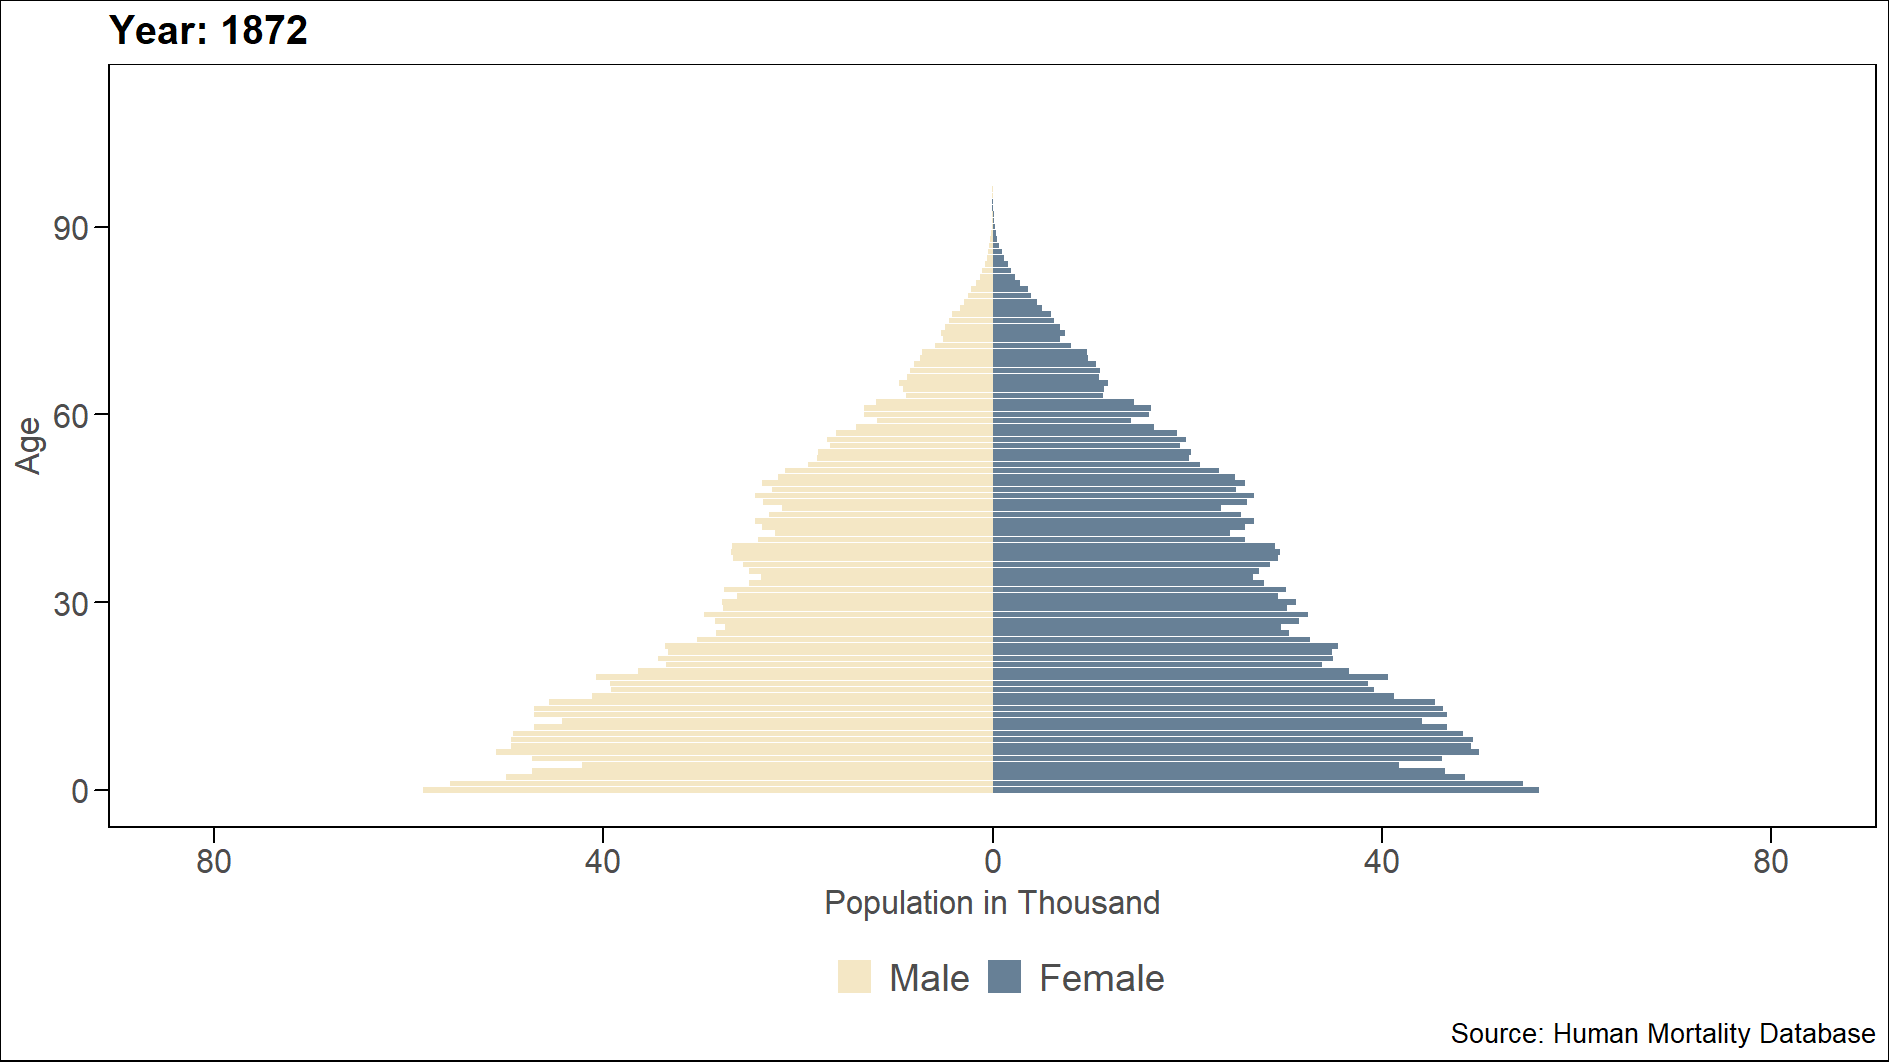 Year: 1872
90
60
30
0
Age
80 40 0 40 80
Population in Thousand
Male Female
Source: Human Mortality Database